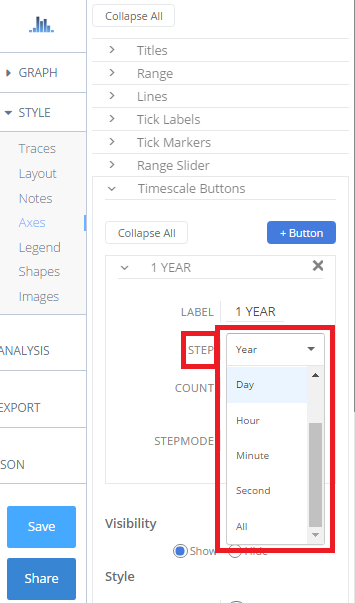 Collapse All
GRAPH
STYLE
Traces
Layout
Notes
Axes
Legend
Shapes
Images
ANALYSIS
EXPORT
SON
Save
Share
Titles
Range
Lines
Tick Labels
Tick Markers
Range Slider
Timescale Buttons
Collapse All
+ Button
1 YEAR
LABEL 1 YEAR
STEP Year
Day
COUNT
Hour
STEPMODE
Minute
Second
All
Visibility
Show Hide
Style